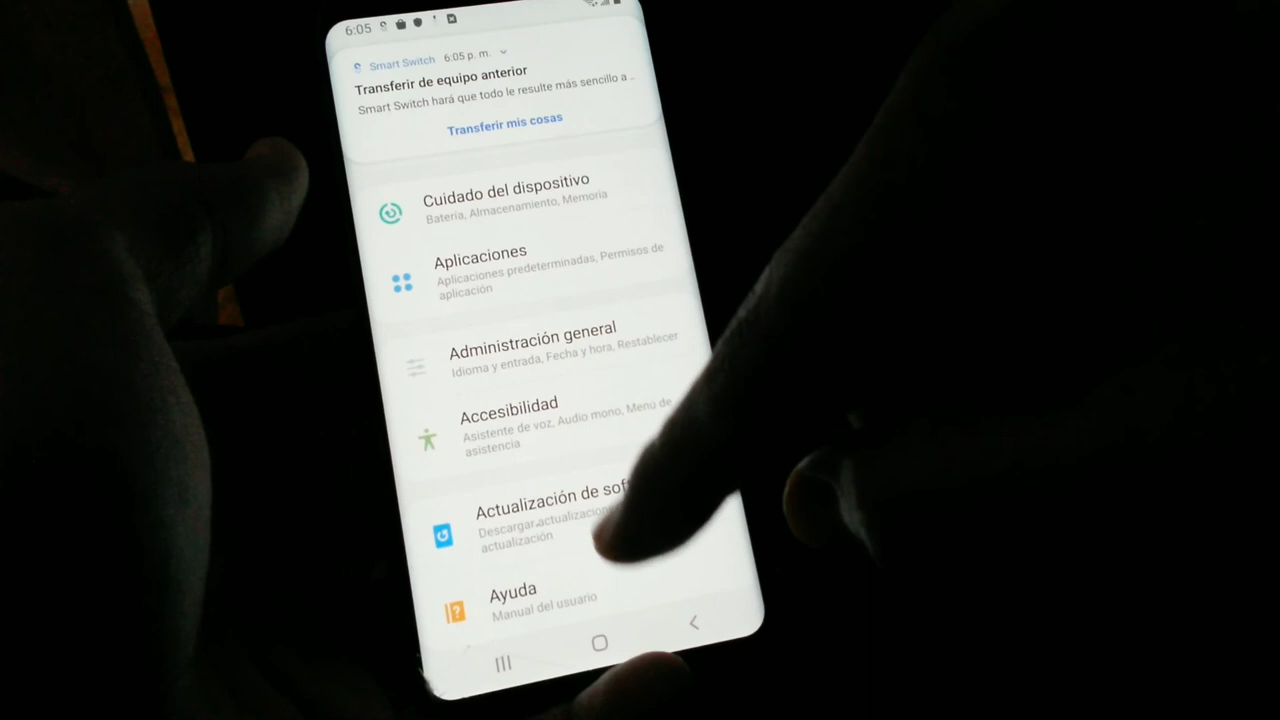 6:05
Smart Switch 6:05 p. m.
Transferir de equipo anterior
Smart Switch hará que todo le resulte más sencillo a ..
Transferir mis cosas
Cuidado del dispositivo
Batería, Almacenamiento, Memoria
Aplicaciones
Aplicaciones predeterminadas, Permisos de
aplicación
Administración general
Idioma y entrada, Fecha y hora, Restablecer
Accesibilidad
Asistente de voz, Audio mono, Menú de
asistencia
Actualización de
Descargar actualizaciones
actualización
Ayuda
Manual del usuario